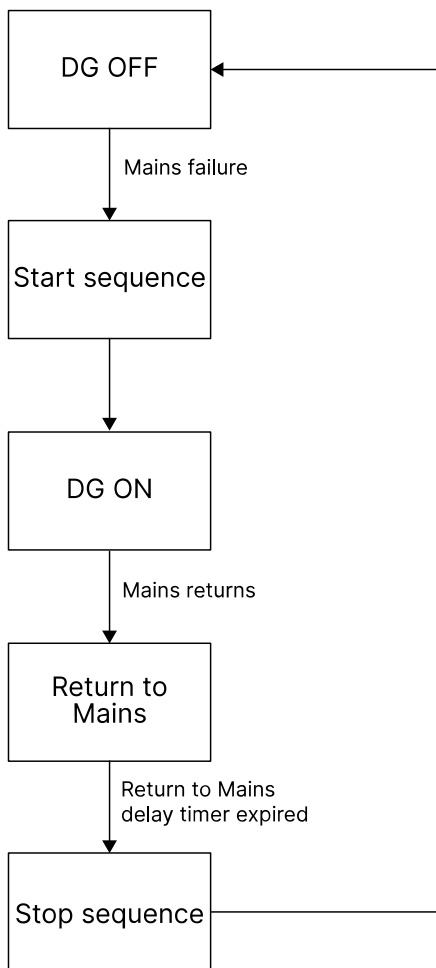 DG OFF
Mains failure
Start sequence
DG ON
Mains returns
Return to
Mains
Return to Mains
delay timer expired
Stop sequence